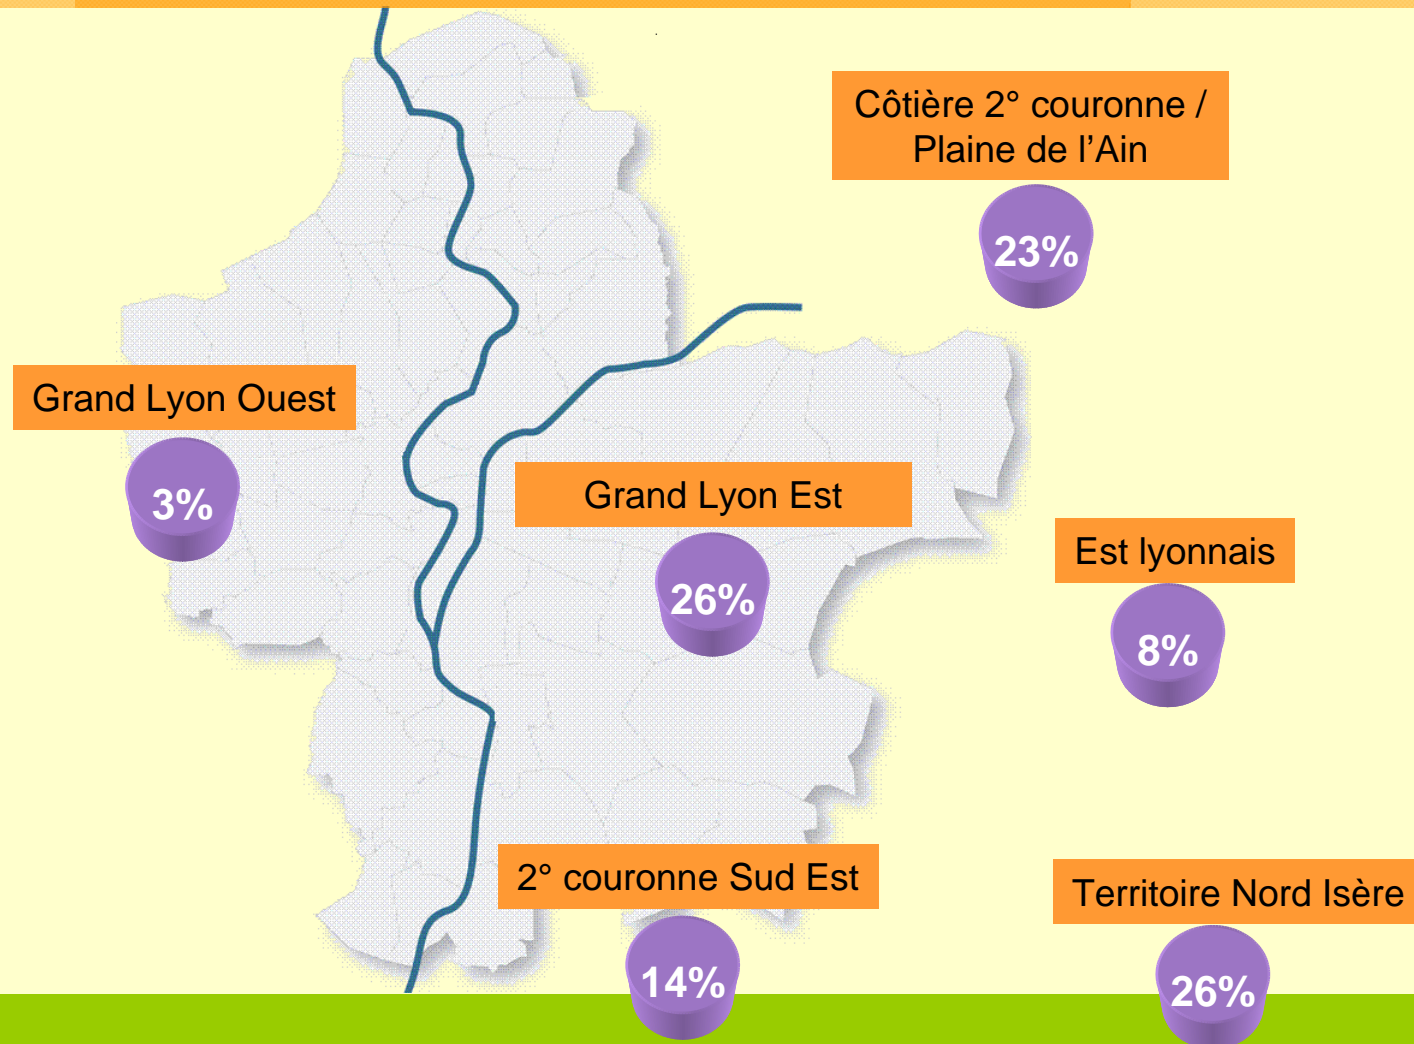 Côtière 2° couronne /
Plaine de l’Ain
23%
Grand Lyon Ouest
3%
Grand Lyon Est
26%
Est lyonnais
8%
2° couronne Sud Est
14%
Territoire Nord Isère
26%